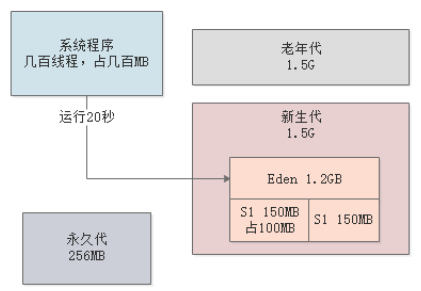 系统程序
几百线程，占几百MB
老年代
1.5G
运行20秒
新生代
1.5G
Eden 1.2GB
S1 150MB
占100MB
S1 150MB
永久代
256MB